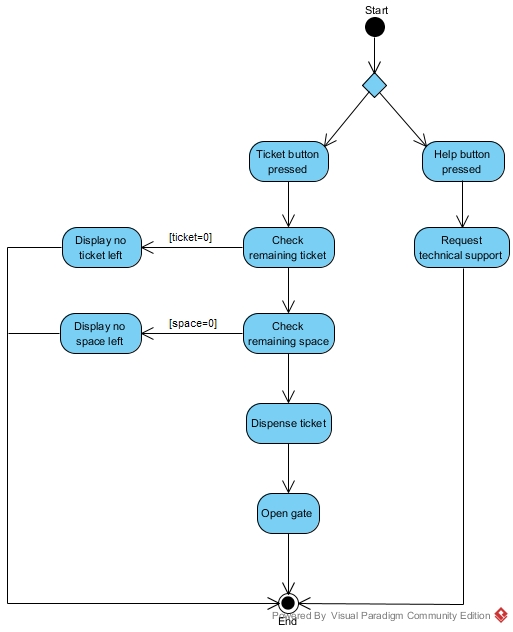 Start
Ticket button
pressed
Help button
pressed
Display no
ticket left
[ticket=0]
Check
remaining ticket
Request
technical support
Display no
space left
[space=0]
Check
remaining space
Dispense ticket
Open gate
Powered By Visual Paradigm Community Edition
End